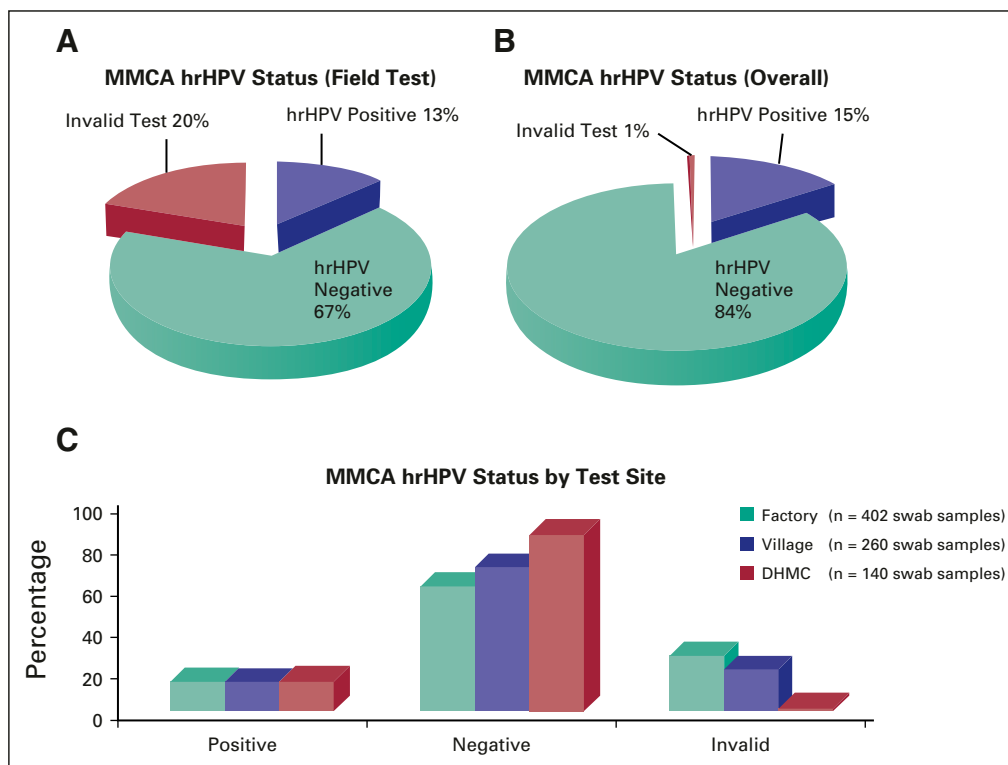 A
MMCA hrHPV Status (Field Test)
Invalid Test 20%
hrHPV Positive 13%
hrHPV
Negative
67%
B
MMCA hrHPV Status (Overall)
Invalid Test 1%
hrHPV Positive 15%
hrHPV
Negative
84%
C
MMCA hrHPV Status by Test Site
Percentage
100
80
60
40
20
0
Positive
Negative
Invalid
Factory (n = 402 swab samples)
Village (n = 260 swab samples)
DHMC (n = 140 swab samples)